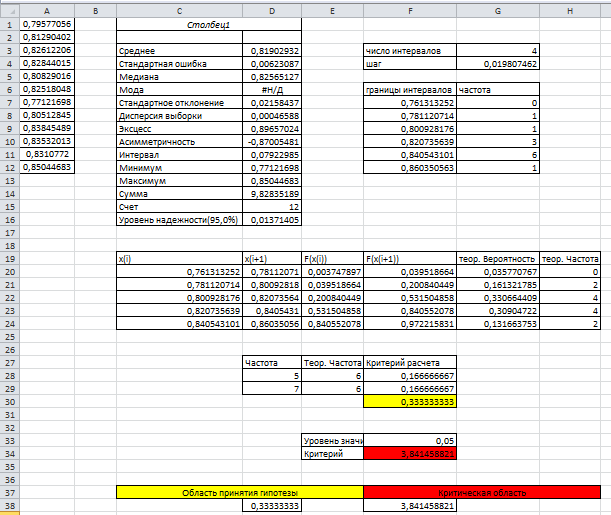 A B C D E F G H
1 0,79577056 Столбец1
2 0,81290402
3 0,82612206 Среднее 0,81902932 число интервалов 4
4 0,82844015 Стандартная ошибка 0,00623087 шаг 0,019807462
5 0,80829016 Медиана 0,82565127
6 0,82518048 Мода #Н/Д границы интервалов частота
7 0,77121698 Стандартное отклонение 0,02158437 0,761313252 0
8 0,80512845 Дисперсия выборки 0,00046588 0,781120714 1
9 0,83845489 Эксцесс 0,89657024 0,800928176 1
10 0,83532013 Асимметричность -0,87005481 0,820735639 3
11 0,8310772 Интервал 0,07922985 0,840543101 6
12 0,85044683 Минимум 0,77121698 0,860350563 1
13 Максимум 0,85044683
14 Сумма 9,82835189
15 Счет 12
16 Уровень надежности(95,0%) 0,01371405
17
18
19 x(i) x(i+1) F(x(i)) F(x(i+1)) теор. Вероятность теор. Частота
20 0,761313252 0,78112071 0,003747897 0,039518664 0,035770767 0
21 0,781120714 0,80092818 0,039518664 0,200840449 0,161321785 2
22 0,800928176 0,82073564 0,200840449 0,531504858 0,330664409 4
23 0,820735639 0,8405431 0,531504858 0,840552078 0,30904722 4
24 0,840543101 0,86035056 0,840552078 0,972215831 0,131663753 2
25
26
27 Частота Теор. Частота Критерий расчета
28 5 6 0,166666667
29 7 6 0,166666667
30 0,333333333
31
32
33 Уровень значи 0,05
34 Критерий 3,841458821
35
36
37 Область принятия гипотезы Критическая область
38 0,33333333 3,841458821